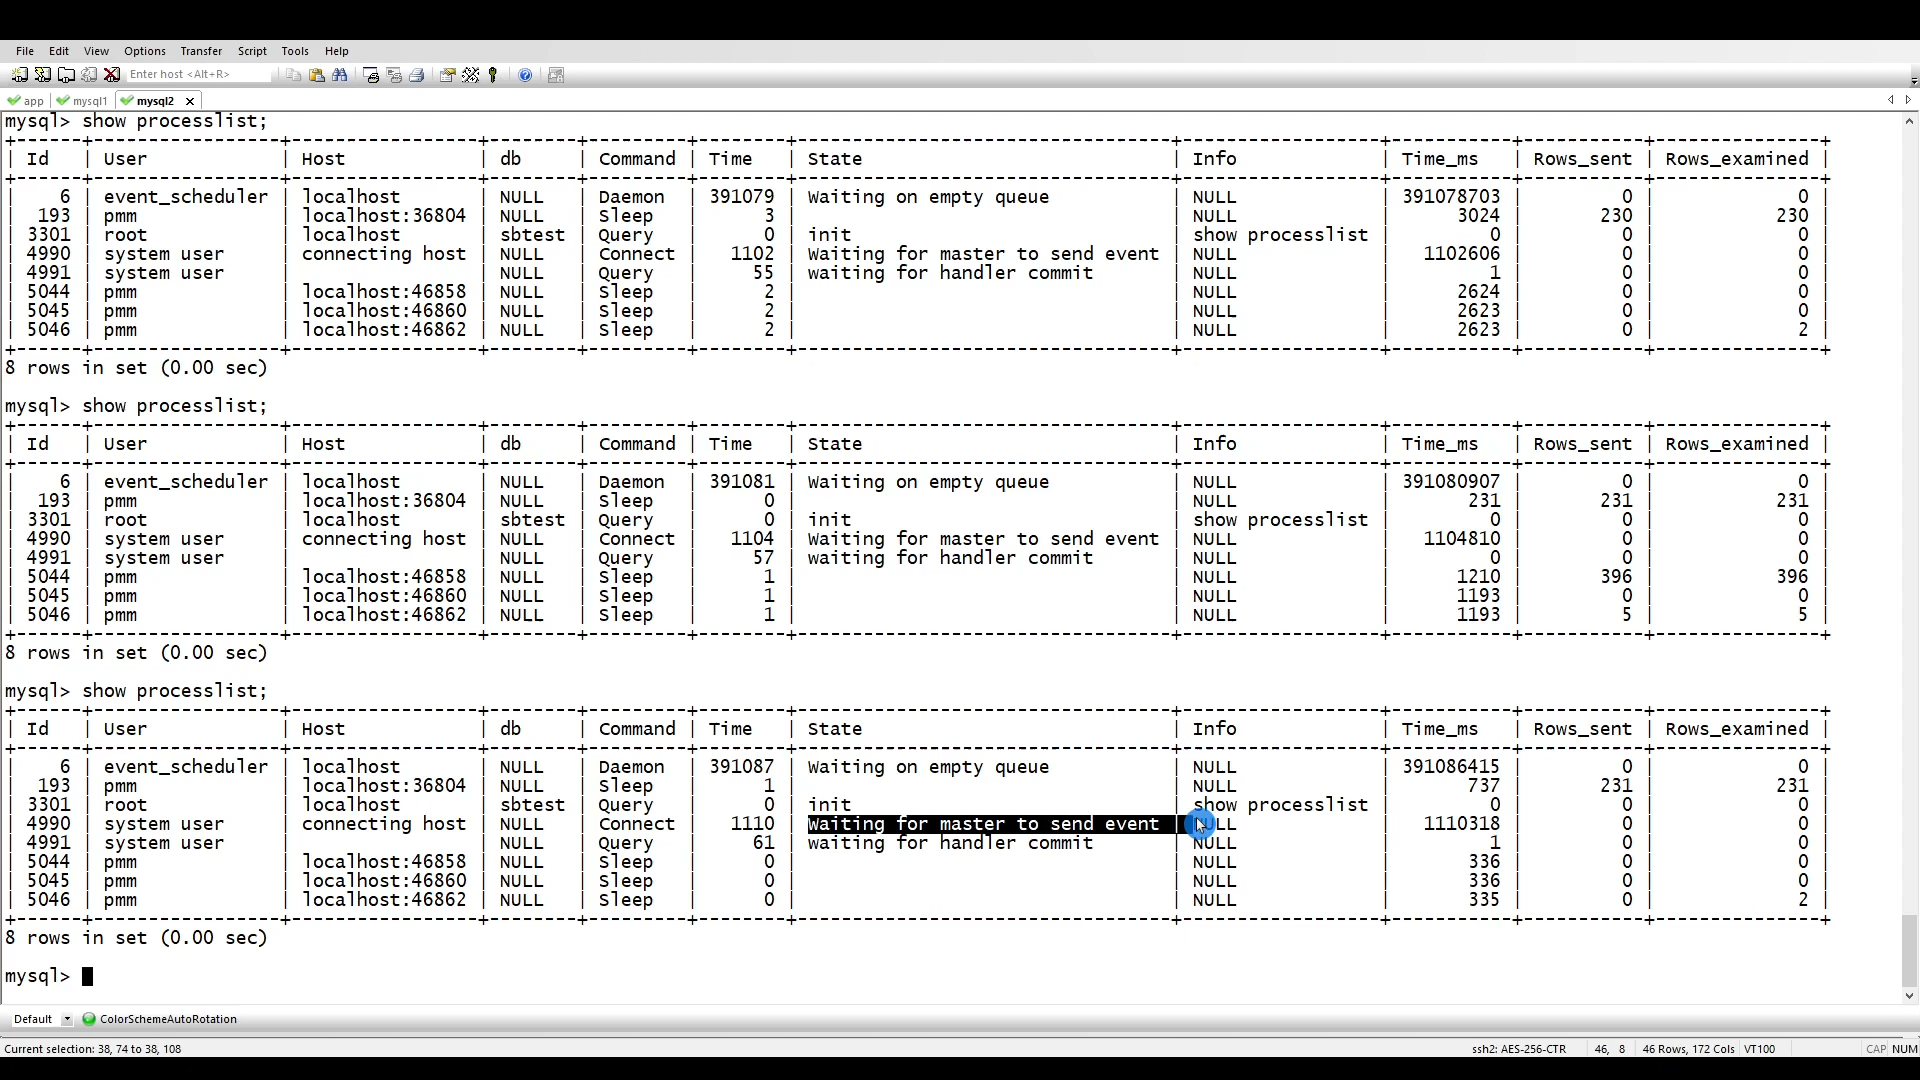 File Edit View Options Transfer Script Tools Help
Enter host <Alt+R>
app mysql1 mysql2
mysql> show processlist;
+------+-----------------+-----------------+--------+---------+--------+----------------------------------+------------------+-----------+-----------+---------------+
| Id | User | Host | db | Command | Time | State | Info | Time_ms | Rows_sent | Rows_examined |
+------+-----------------+-----------------+--------+---------+--------+----------------------------------+------------------+-----------+-----------+---------------+
| 6 | event_scheduler | localhost | NULL | Daemon | 391079 | Waiting on empty queue | NULL | 391078703 | 0 | 0 |
| 193 | pmm | localhost:36804 | NULL | Sleep | 3 | | NULL | 3024 | 230 | 230 |
| 3301 | root | localhost | sbtest | Query | 0 | init | show processlist | 0 | 0 | 0 |
| 4990 | system user | connecting host | NULL | Connect | 1102 | Waiting for master to send event | NULL | 1102606 | 0 | 0 |
| 4991 | system user | | NULL | Query | 55 | waiting for handler commit | NULL | 1 | 0 | 0 |
| 5044 | pmm | localhost:46858 | NULL | Sleep | 2 | | NULL | 2624 | 0 | 0 |
| 5045 | pmm | localhost:46860 | NULL | Sleep | 2 | | NULL | 2623 | 0 | 0 |
| 5046 | pmm | localhost:46862 | NULL | Sleep | 2 | | NULL | 2623 | 0 | 2 |
+------+-----------------+-----------------+--------+---------+--------+----------------------------------+------------------+-----------+-----------+---------------+
8 rows in set (0.00 sec)
mysql> show processlist;
+------+-----------------+-----------------+--------+---------+--------+----------------------------------+------------------+-----------+-----------+---------------+
| Id | User | Host | db | Command | Time | State | Info | Time_ms | Rows_sent | Rows_examined |
+------+-----------------+-----------------+--------+---------+--------+----------------------------------+------------------+-----------+-----------+---------------+
| 6 | event_scheduler | localhost | NULL | Daemon | 391081 | Waiting on empty queue | NULL | 391080907 | 0 | 0 |
| 193 | pmm | localhost:36804 | NULL | Sleep | 0 | | NULL | 231 | 231 | 231 |
| 3301 | root | localhost | sbtest | Query | 0 | init | show processlist | 0 | 0 | 0 |
| 4990 | system user | connecting host | NULL | Connect | 1104 | Waiting for master to send event | NULL | 1104810 | 0 | 0 |
| 4991 | system user | | NULL | Query | 57 | waiting for handler commit | NULL | 0 | 0 | 0 |
| 5044 | pmm | localhost:46858 | NULL | Sleep | 1 | | NULL | 1210 | 396 | 396 |
| 5045 | pmm | localhost:46860 | NULL | Sleep | 1 | | NULL | 1193 | 0 | 0 |
| 5046 | pmm | localhost:46862 | NULL | Sleep | 1 | | NULL | 1193 | 5 | 5 |
+------+-----------------+-----------------+--------+---------+--------+----------------------------------+------------------+-----------+-----------+---------------+
8 rows in set (0.00 sec)
mysql> show processlist;
+------+-----------------+-----------------+--------+---------+--------+----------------------------------+------------------+-----------+-----------+---------------+
| Id | User | Host | db | Command | Time | State | Info | Time_ms | Rows_sent | Rows_examined |
+------+-----------------+-----------------+--------+---------+--------+----------------------------------+------------------+-----------+-----------+---------------+
| 6 | event_scheduler | localhost | NULL | Daemon | 391087 | Waiting on empty queue | NULL | 391086415 | 0 | 0 |
| 193 | pmm | localhost:36804 | NULL | Sleep | 1 | | NULL | 737 | 231 | 231 |
| 3301 | root | localhost | sbtest | Query | 0 | init | show processlist | 0 | 0 | 0 |
| 4990 | system user | connecting host | NULL | Connect | 1110 | Waiting for master to send event | NULL | 1110318 | 0 | 0 |
| 4991 | system user | | NULL | Query | 61 | waiting for handler commit | NULL | 1 | 0 | 0 |
| 5044 | pmm | localhost:46858 | NULL | Sleep | 0 | | NULL | 336 | 0 | 0 |
| 5045 | pmm | localhost:46860 | NULL | Sleep | 0 | | NULL | 336 | 0 | 0 |
| 5046 | pmm | localhost:46862 | NULL | Sleep | 0 | | NULL | 335 | 0 | 2 |
+------+-----------------+-----------------+--------+---------+--------+----------------------------------+------------------+-----------+-----------+---------------+
8 rows in set (0.00 sec)
mysql>
Default ColorSchemeAutoRotation
Current selection: 38, 74 to 38, 108 ssh2: AES-256-CTR 46, 8 46 Rows, 172 Cols VT100 CAP NUM